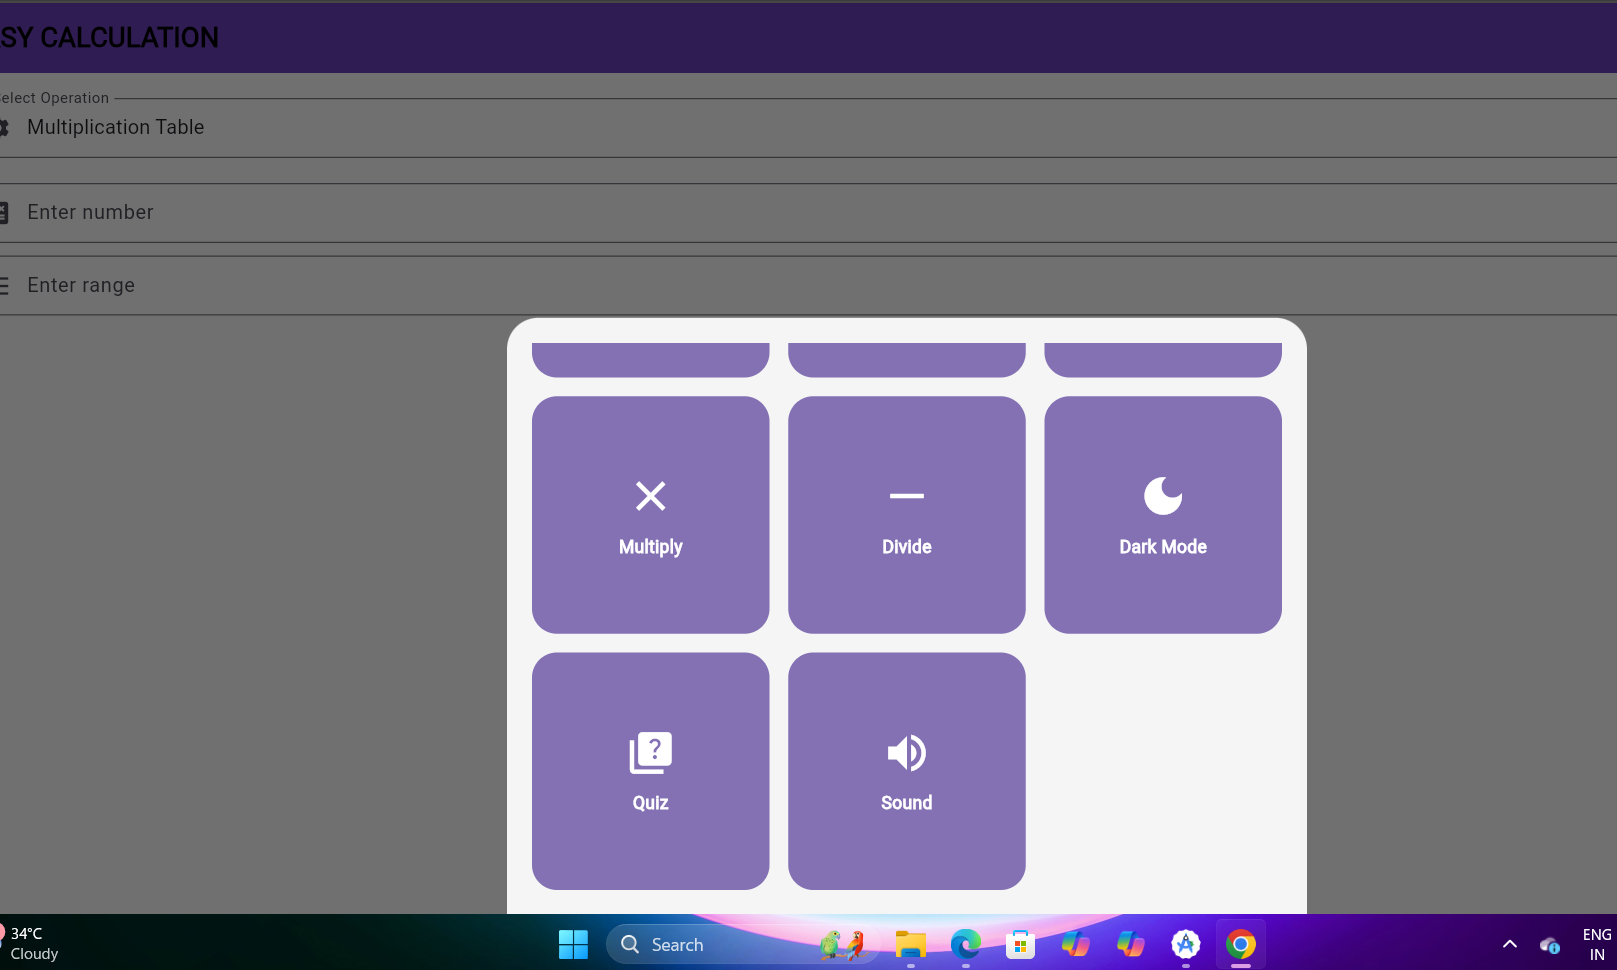 SY CALCULATION
Select Operation
Multiplication Table
Enter number
Enter range
Multiply
Divide
Dark Mode
?
Quiz
Sound
34°C
Cloudy
Search
ENG
IN